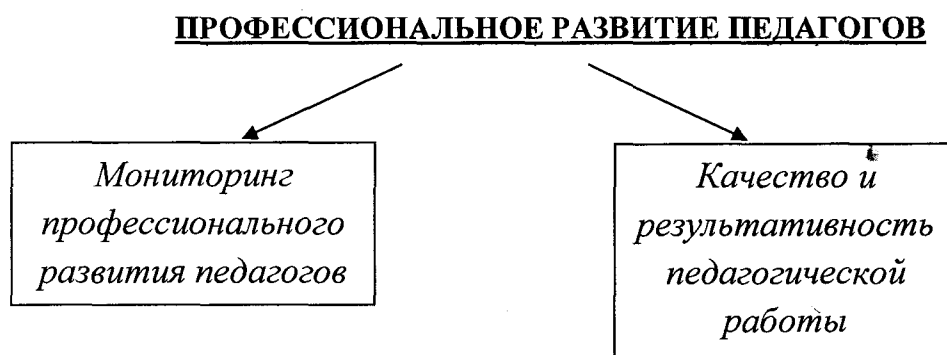 ПРОФЕССИОНАЛЬНОЕ РАЗВИТИЕ ПЕДАГОГОВ
Мониторинг
профессионального
развития педагогов
Качество и
результативность
педагогической
работы